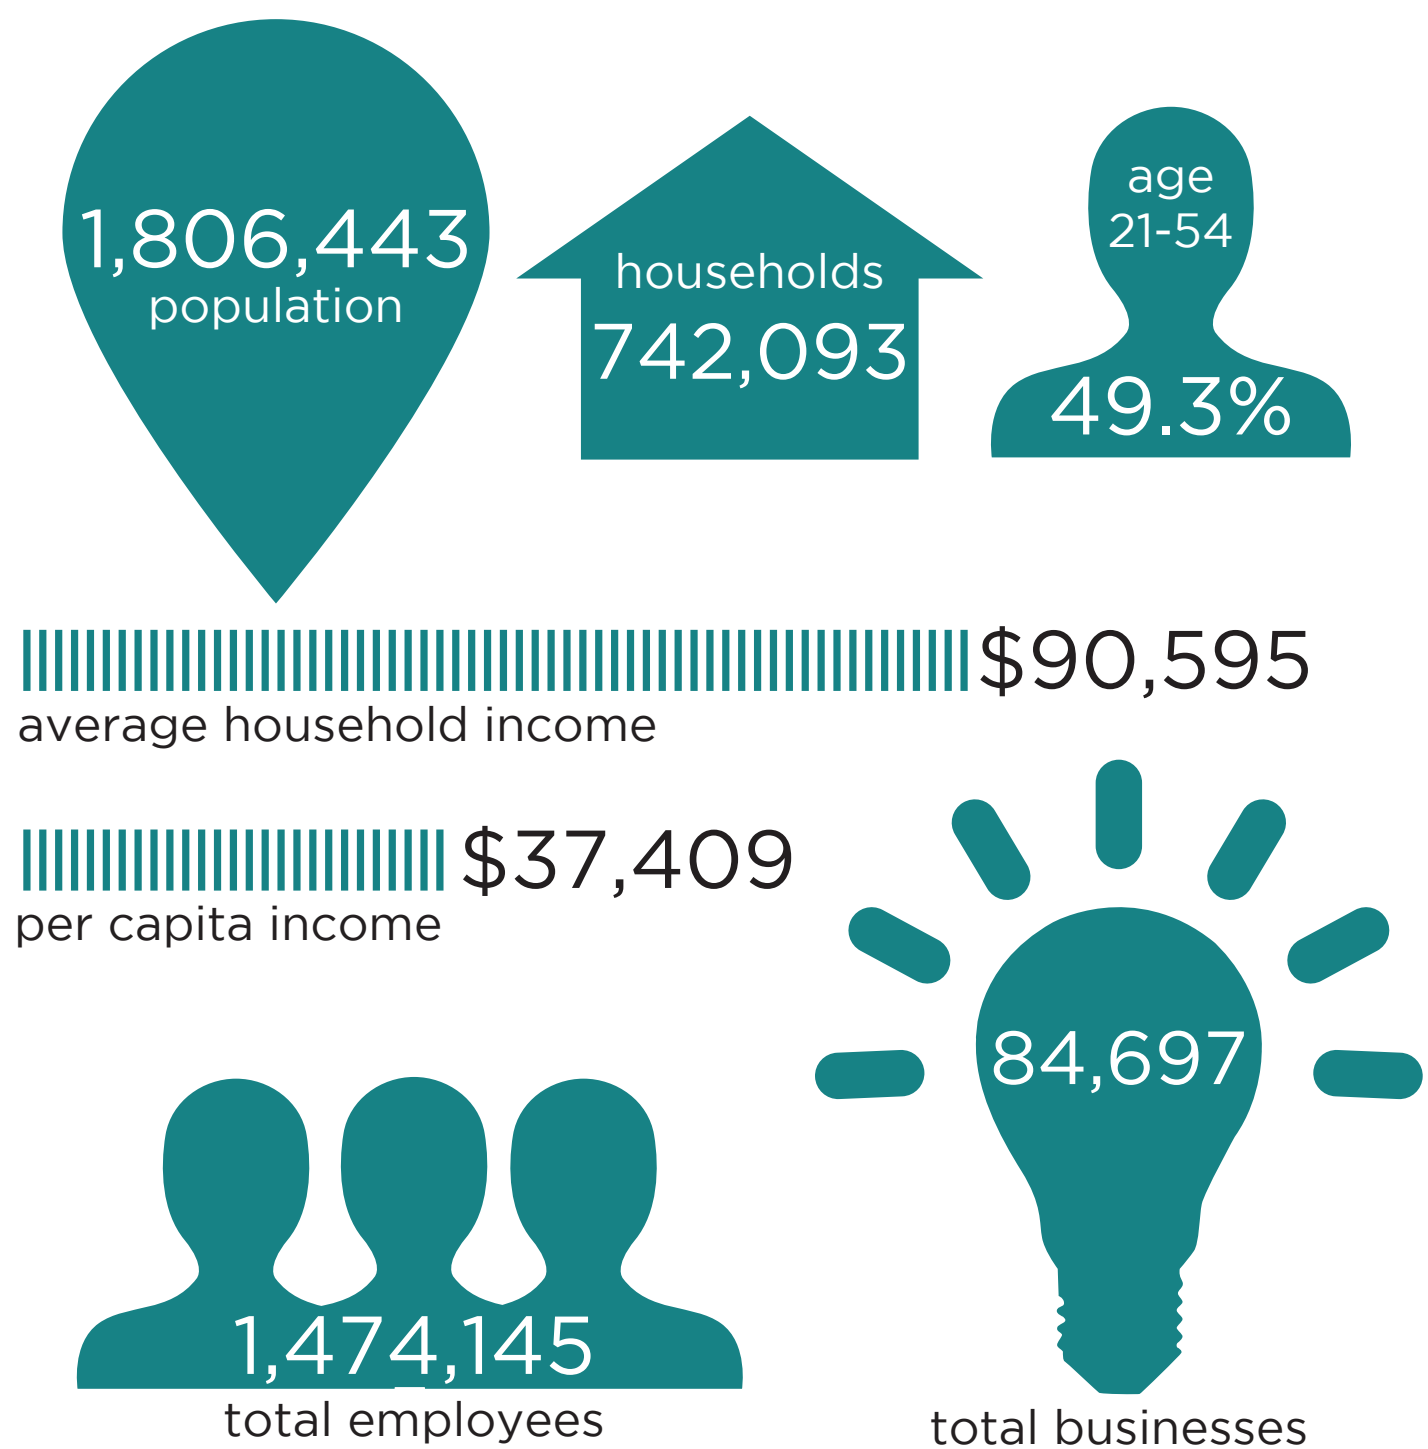 1,806,443
population
households
742,093
age
21-54
49.3%
$90,595
average household income
$37,409
per capita income
84,697
total businesses
1,474,145
total employees